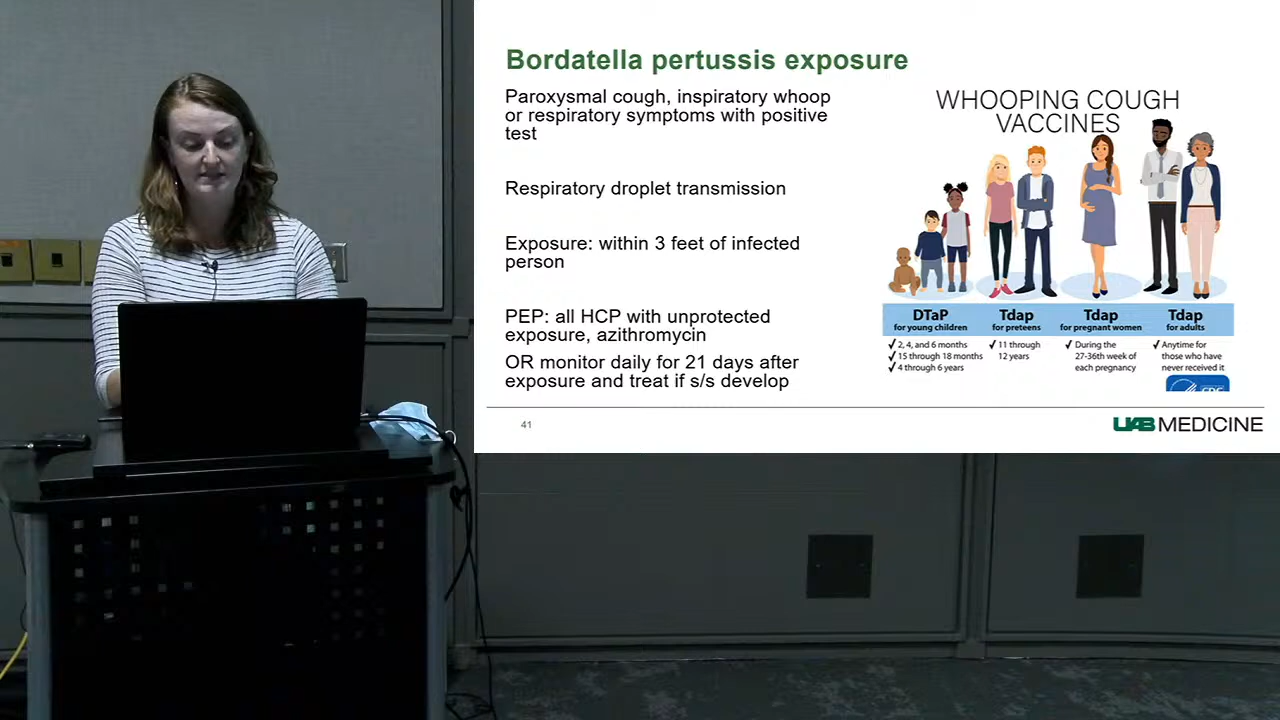 Bordatella pertussis exposure
Paroxysmal cough, inspiratory whoop
or respiratory symptoms with positive
test
Respiratory droplet transmission
Exposure: within 3 feet of infected
person
PEP: all HCP with unprotected
exposure, azithromycin
OR monitor daily for 21 days after
exposure and treat if s/s develop
WHOOPING COUGH
VACCINES
DTaP
for young children
✓ 2, 4, and 6 months
✓ 15 through 18 months
✓ 4 through 6 years
Tdap
for preteens
✓ 11 through
12 years
Tdap
for pregnant women
✓ During the
27-36th week of
each pregnancy
Tdap
for adults
✓ Anytime for
those who have
never received it
CDC
41
UAB MEDICINE